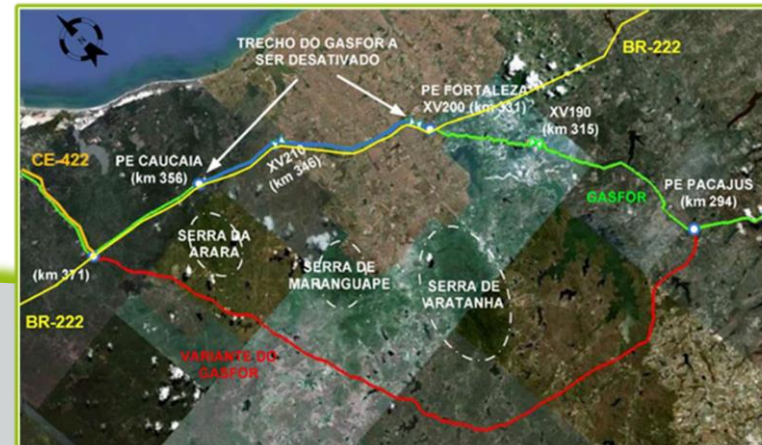 TRECHO DO GASFOR A
SER DESATIVADO
BR-222
PE FORTALEZA
XV200 (km 331)
XV190
(km 315)
CE-422
PE CAUCAIA
(km 356)
XV210
(km 346)
GASFOR
PE PACAJUS
(km 294)
SERRA DA
ARARA
SERRA DE
MARANGUAPE
SERRA DE
ARATANHA
(km 371)
BR-222
VARIANTE DO
GASFOR